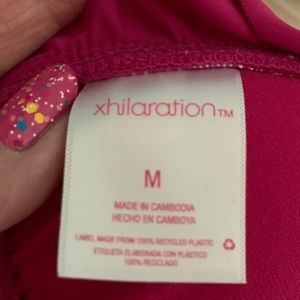 xhilaration™
M
MADE IN CAMBODIA
HECHO EN CAMBOYA
LABEL MADE FROM 100% RECYCLED PLASTIC
ETIQUETA ELABORADA CON PLÁSTICO
100% RECICLADO